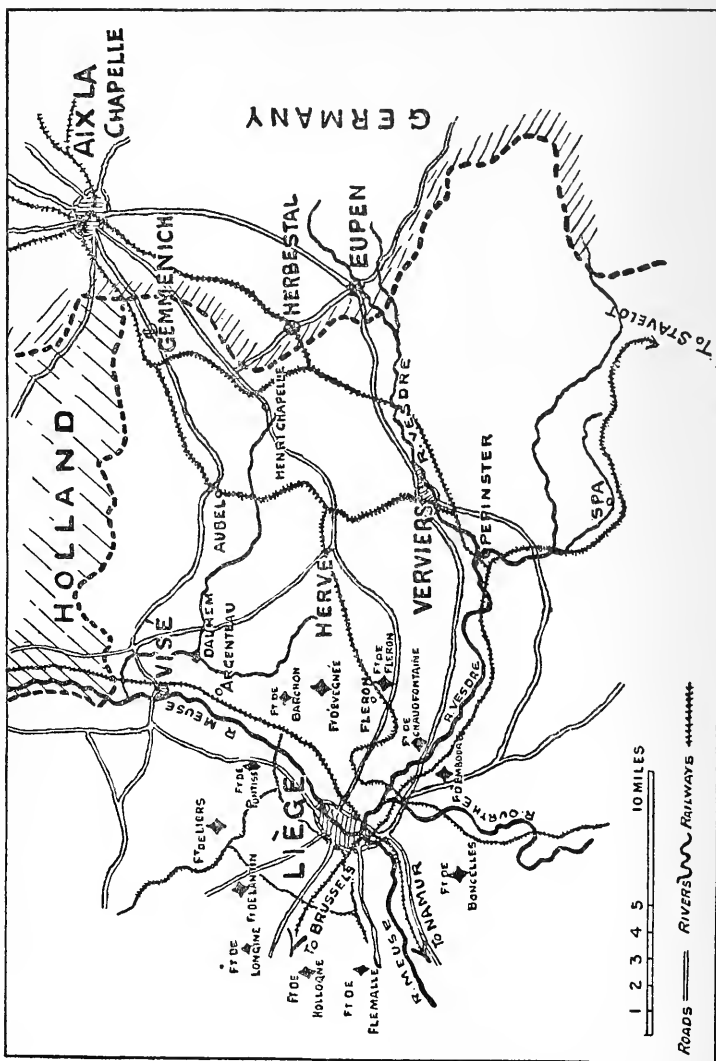 AIX LA
CHAPELLE
GERMANY
HOLLAND
GEMMENICH
HERBESTAL
EUPEN
HENRI CHAPELLE
AUBEL
R. VESDRE
TO STAVELOT
VISÉ
DALHEM
ARGENTEAU
HERVE
VERVIERS
PEPINSTER
SPA
R. MEUSE
FT DE
BARCHON
FT D'EVEGNÉE
FLERON
FT DE
FLERON
FT DE
CHAUDFONTAINE
R. VESDRE
FT DE
PONTISSE
FT DE LIERS
LIÉGE
FT D'EMBOURG
R. OURTHE
FT DE LANTIN
FT DE
LONGINE
TO BRUSSELS
FT DE
HOLLOGNE
FT DE
FLEMALLE
R. MEUSE
TO NAMUR
FT DE
BONCELLES
1 2 3 4 5 10 MILES
ROADS RIVERS RAILWAYS